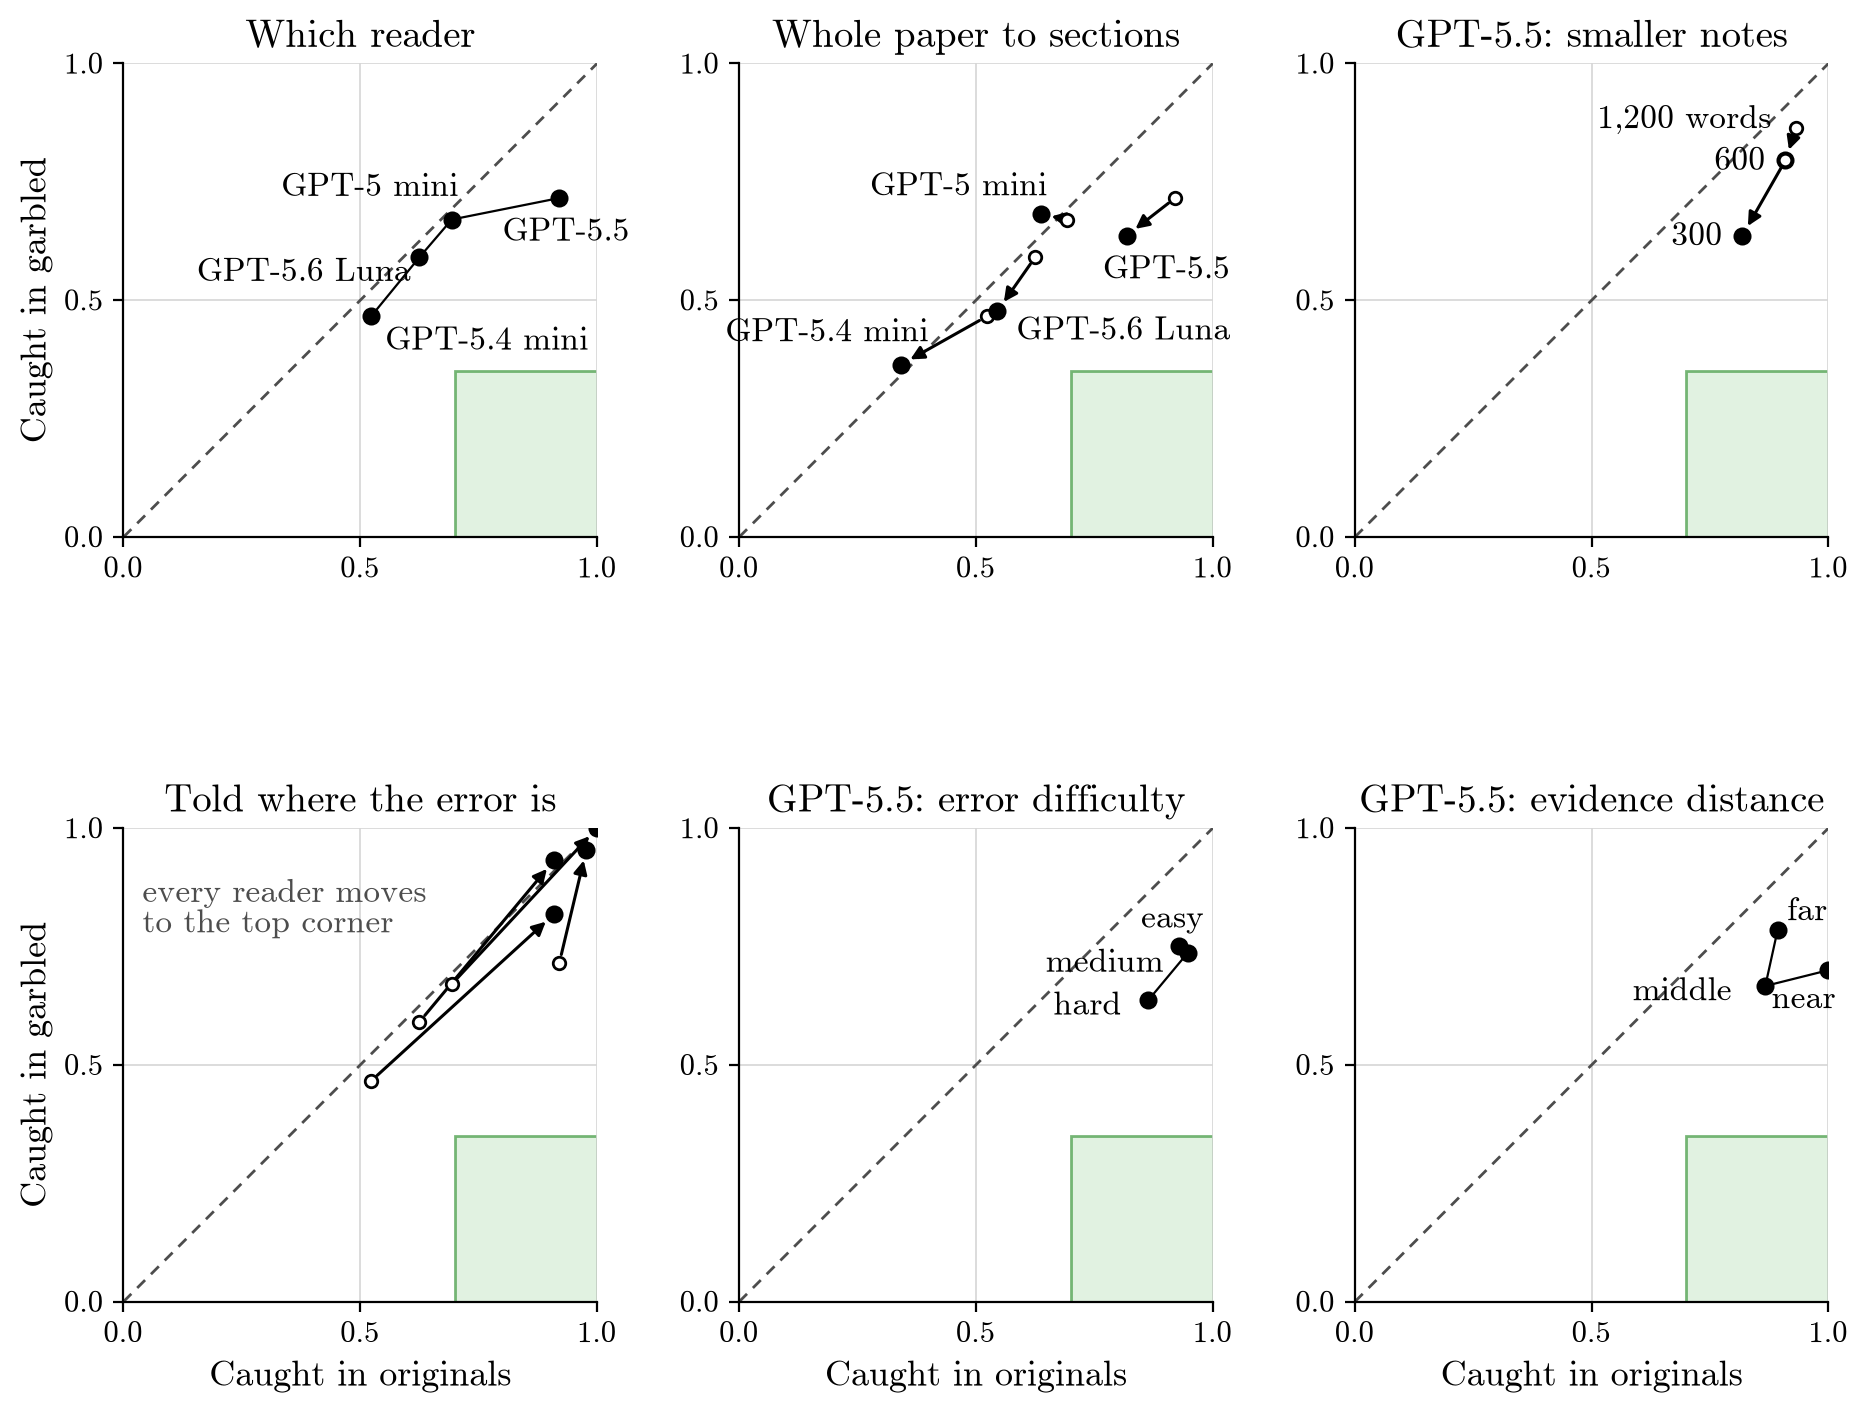 Which reader
Whole paper to sections
GPT-5.5: smaller notes
Caught in garbled
1.0
0.5
0.0
0.0
0.5
1.0
GPT-5 mini
GPT-5.5
GPT-5.6 Luna
GPT-5.4 mini
1.0
0.5
0.0
0.0
0.5
1.0
GPT-5 mini
GPT-5.5
GPT-5.4 mini
GPT-5.6 Luna
1.0
0.5
0.0
0.0
0.5
1.0
1,200 words
600
300
Told where the error is
GPT-5.5: error difficulty
GPT-5.5: evidence distance
Caught in garbled
1.0
0.5
0.0
0.0
0.5
1.0
every reader moves
to the top corner
Caught in originals
1.0
0.5
0.0
0.0
0.5
1.0
easy
medium
hard
Caught in originals
1.0
0.5
0.0
0.0
0.5
1.0
far
middle
near
Caught in originals